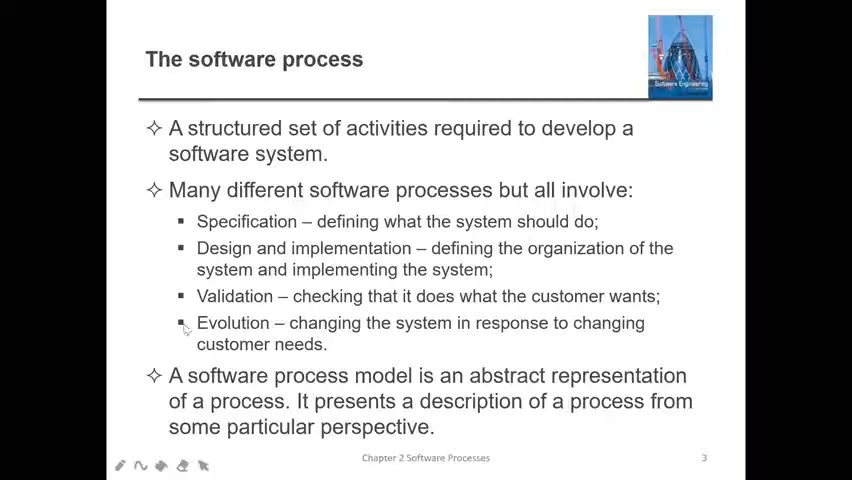 The software process
Software Engineering
✧ A structured set of activities required to develop a
software system.
✧ Many different software processes but all involve:
▪ Specification – defining what the system should do;
▪ Design and implementation – defining the organization of the
system and implementing the system;
▪ Validation – checking that it does what the customer wants;
▪ Evolution – changing the system in response to changing
customer needs.
✧ A software process model is an abstract representation
of a process. It presents a description of a process from
some particular perspective.
Chapter 2 Software Processes
3